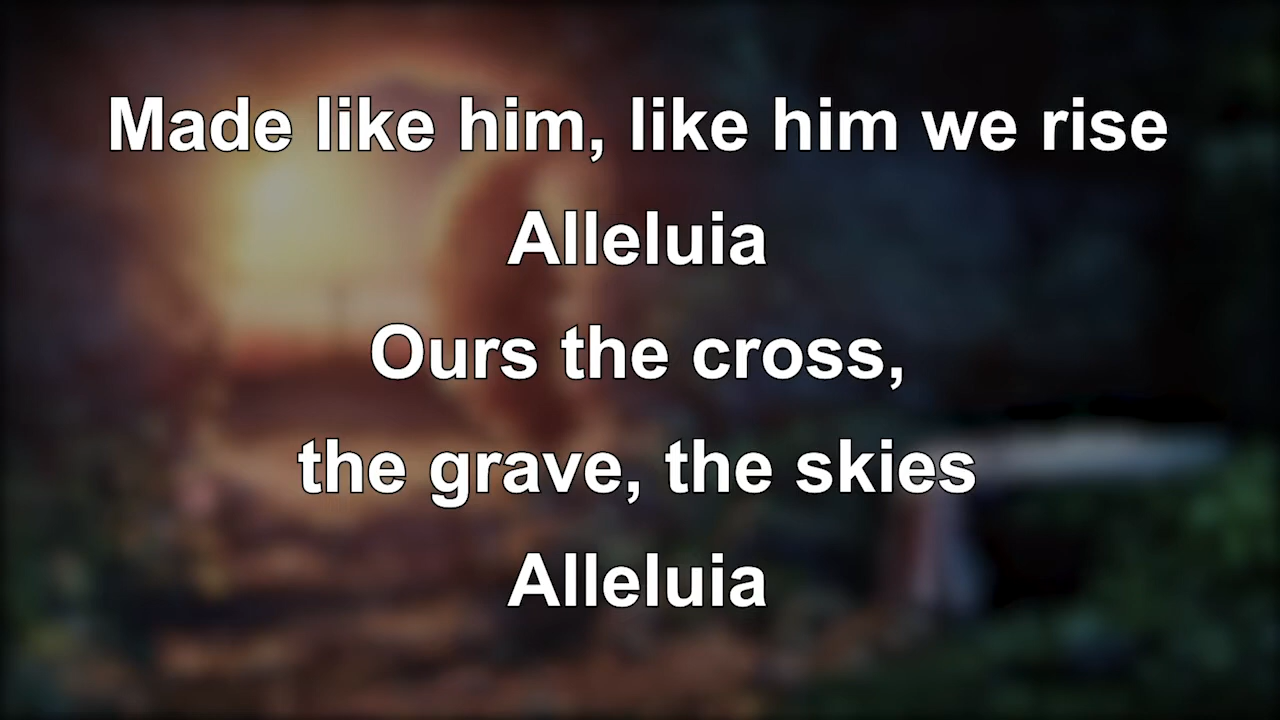 Made like him, like him we rise
Alleluia
Ours the cross,
the grave, the skies
Alleluia